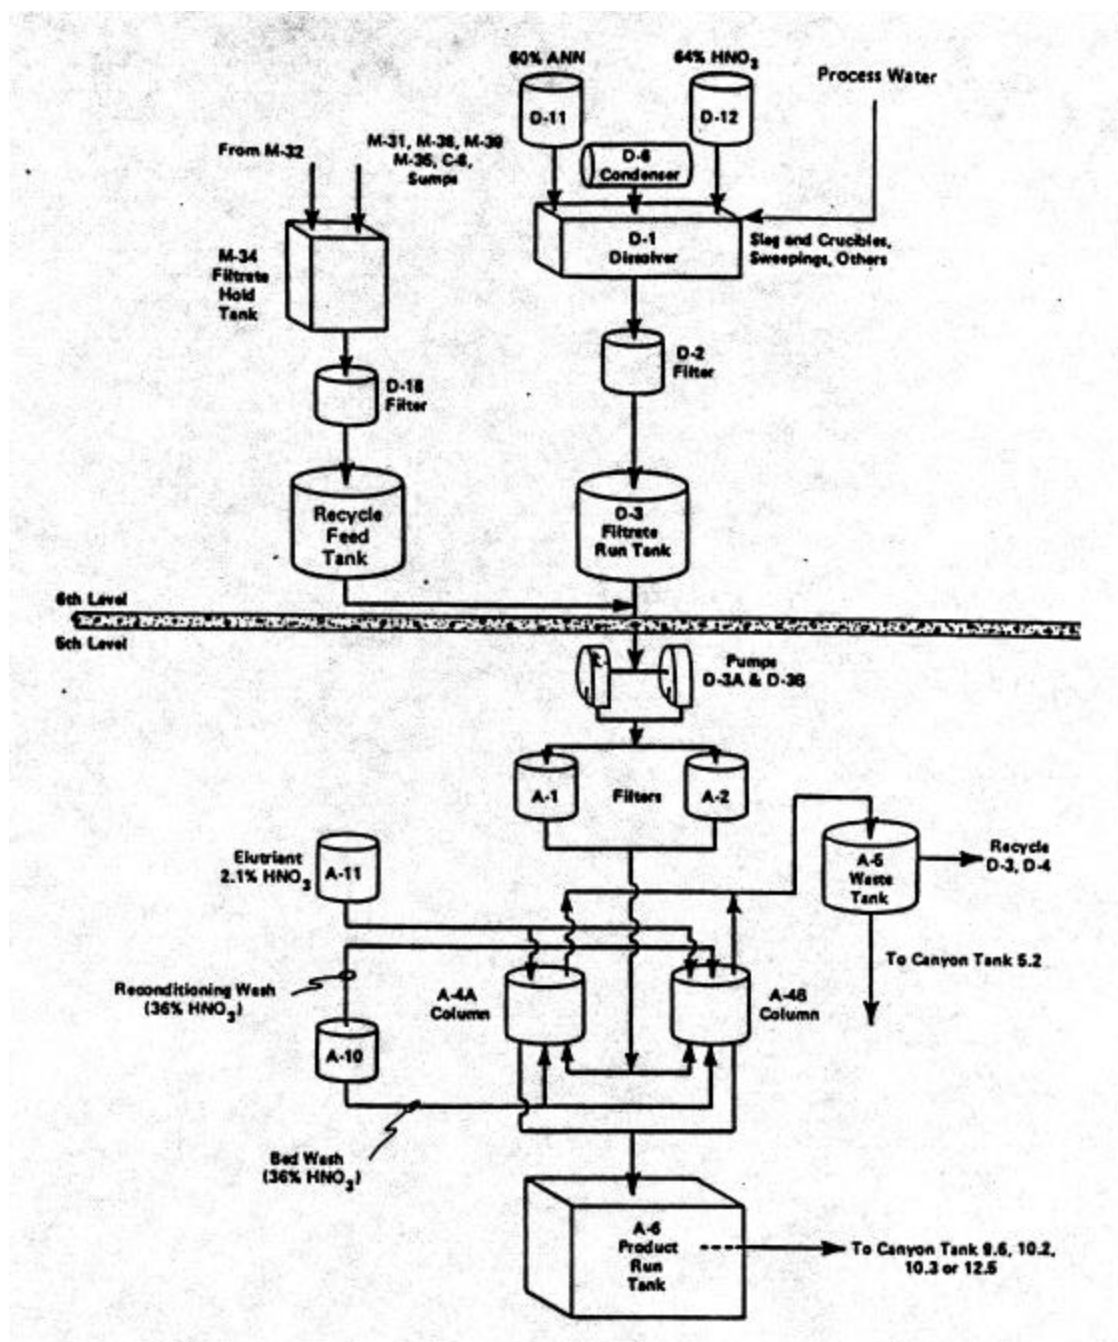 60% ANN
64% HNO3
Process Water
D-11
D-12
From M-32
M-31, M-38, M-39
M-35, C-8,
Sumps
D-6
Condenser
D-1
Dissolver
Slag and Crucibles,
Sweepings, Others
M-34
Filtrate
Hold
Tank
D-2
Filter
D-18
Filter
Recycle
Feed
Tank
D-3
Filtrate
Run Tank
6th Level
5th Level
Pumps
D-3A & D-3B
A-1
Filters
A-2
Elutriant
2.1% HNO3
A-11
A-5
Waste
Tank
Recycle
D-3, D-4
To Canyon Tank 5.2
Reconditioning Wash
(36% HNO3)
A-4A
Column
A-4B
Column
A-10
Bed Wash
(36% HNO3)
A-6
Product
Run
Tank
To Canyon Tank 9.6, 10.2,
10.3 or 12.5